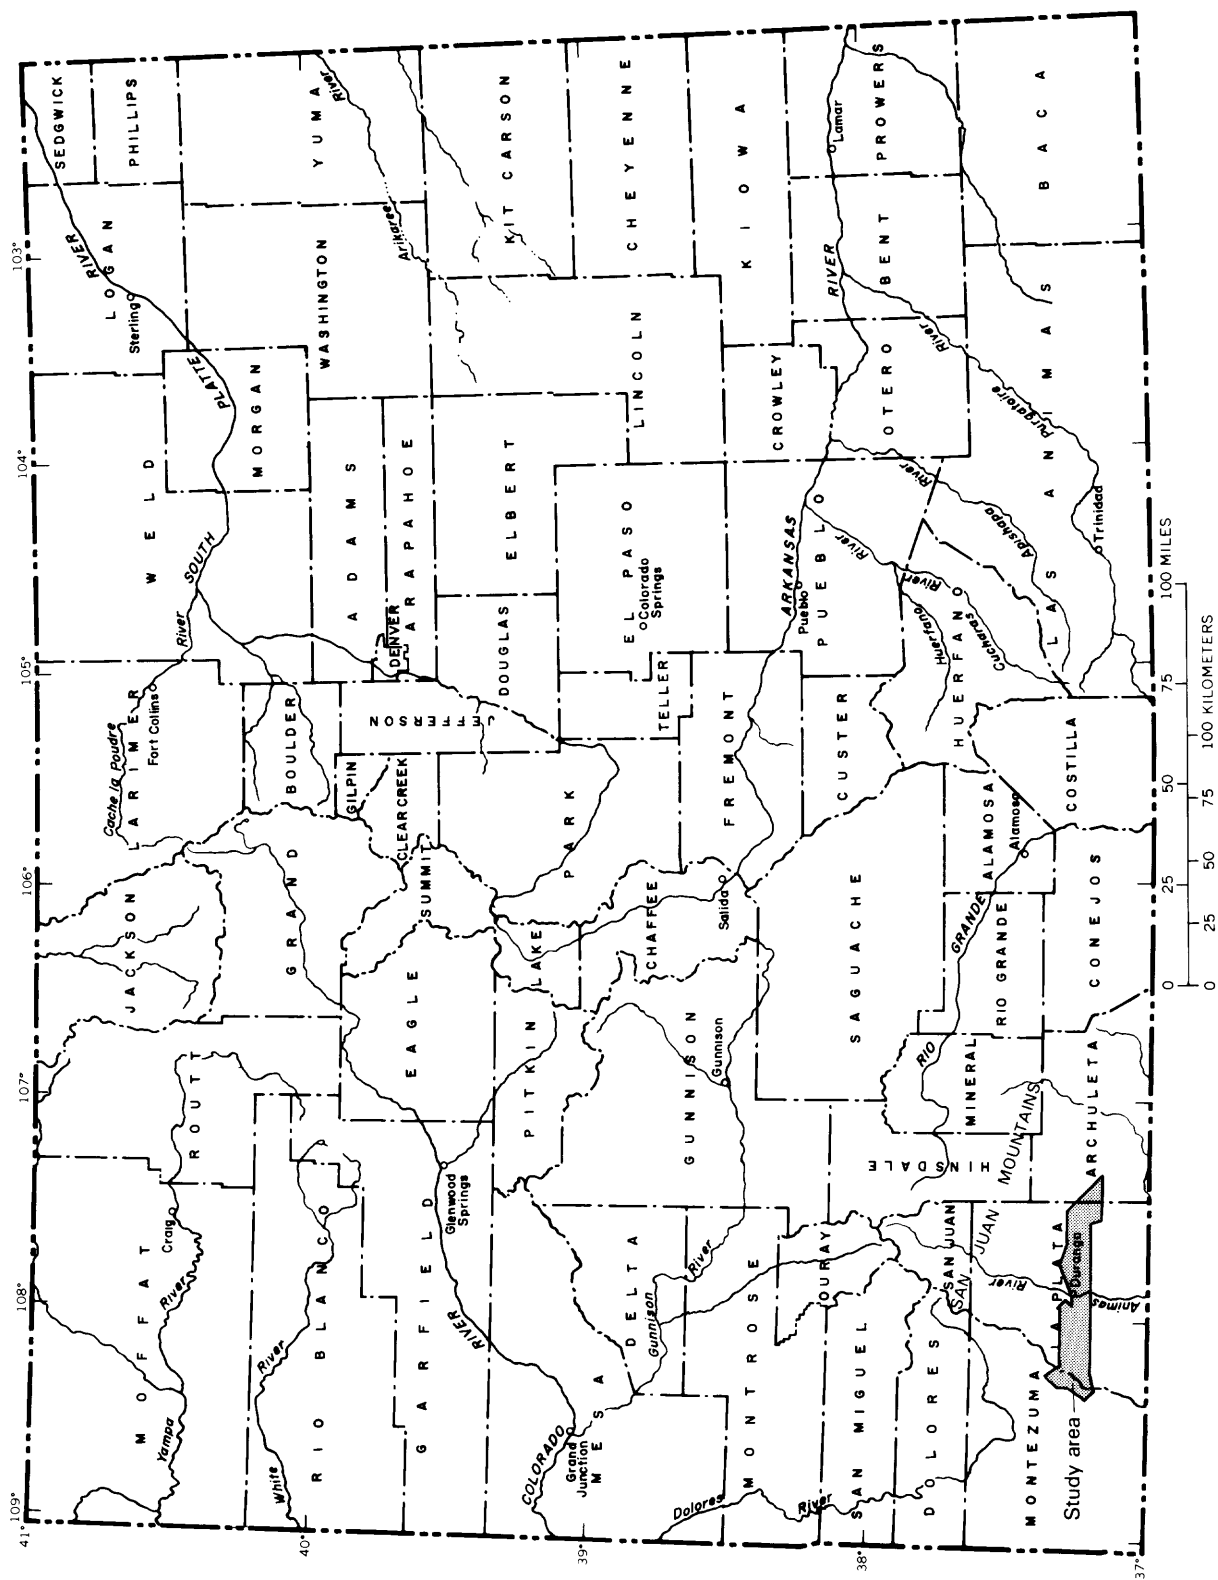 109°
108°
107°
106°
105°
104°
103°
41°
40°
39°
38°
37°
MOFFAT
ROUTT
JACKSON
LARIMER
WELD
LOGAN
SEDGWICK
PHILLIPS
Yampa
River
Craig
Cache la Poudre
River
Fort Collins
SOUTH
PLATTE
RIVER
Sterling
MORGAN
WASHINGTON
YUMA
Arikaree
River
RIO BLANCO
White
River
GRAND
BOULDER
GILPIN
CLEAR CREEK
JEFFERSON
ADAMS
DENVER
ARAPAHOE
GARFIELD
Glenwood
Springs
EAGLE
SUMMIT
DOUGLAS
ELBERT
KIT CARSON
LINCOLN
CHEYENNE
COLORADO
RIVER
Grand
Junction
MESA
PITKIN
LAKE
PARK
TELLER
EL PASO
Colorado
Springs
DELTA
Gunnison
River
GUNNISON
Gunnison
CHAFFEE
Salida
FREMONT
CROWLEY
KIOWA
MONTROSE
Dolores
River
OURAY
SAN MIGUEL
DOLORES
HINSDALE
SAGUACHE
CUSTER
PUEBLO
Pueblo
ARKANSAS
RIVER
OTERO
BENT
PROWERS
Lamar
SAN JUAN
SAN JUAN MOUNTAINS
MINERAL
RIO
GRANDE
RIO GRANDE
ALAMOSA
Alamosa
HUERFANO
Huerfano
River
Cucharas
River
Apishapa
River
Purgatoire
River
LAS ANIMAS
Trinidad
BACA
MONTEZUMA
LA PLATA
Durango
Animas
River
ARCHULETA
CONEJOS
COSTILLA
Study area
0 25 50 75 100 MILES
0 25 50 75 100 KILOMETERS